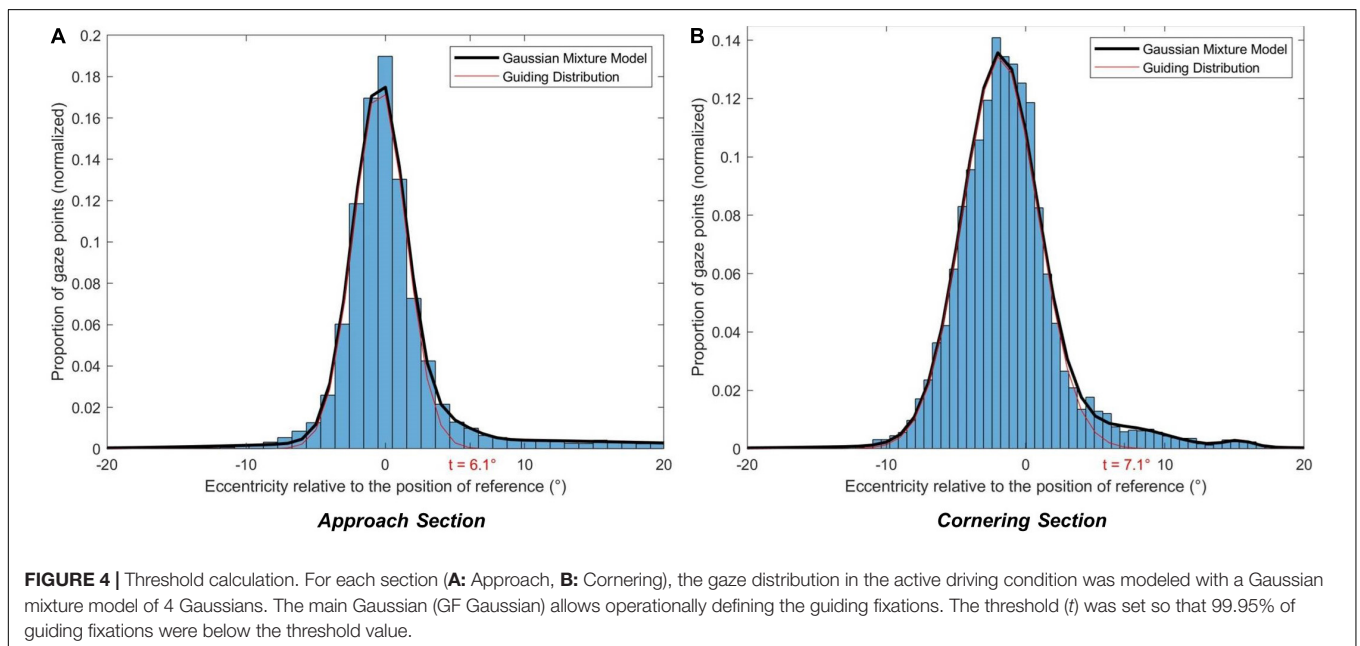 A
0.2
0.18
0.16
0.14
0.12
0.1
0.08
0.06
0.04
0.02
0
Proportion of gaze points (normalized)
Gaussian Mixture Model
Guiding Distribution
-20
-10
0
t = 6.1°
10
20
Eccentricity relative to the position of reference (°)
Approach Section
B
0.14
0.12
0.1
0.08
0.06
0.04
0.02
0
Proportion of gaze points (normalized)
Gaussian Mixture Model
Guiding Distribution
-20
-10
0
t = 7.1°
10
20
Eccentricity relative to the position of reference (°)
Cornering Section
FIGURE 4 | Threshold calculation. For each section (A: Approach, B: Cornering), the gaze distribution in the active driving condition was modeled with a Gaussian
mixture model of 4 Gaussians. The main Gaussian (GF Gaussian) allows operationally defining the guiding fixations. The threshold (t) was set so that 99.95% of
guiding fixations were below the threshold value.